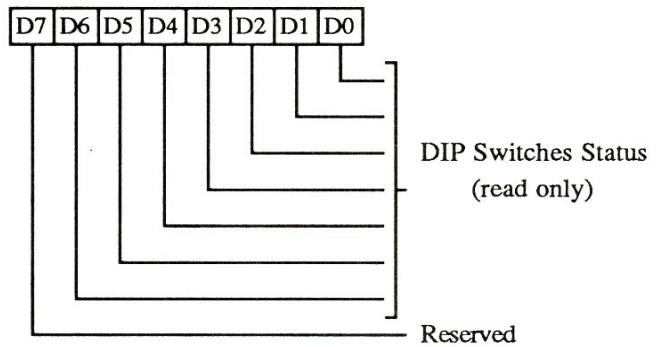 D7 D6 D5 D4 D3 D2 D1 D0
DIP Switches Status
(read only)
Reserved